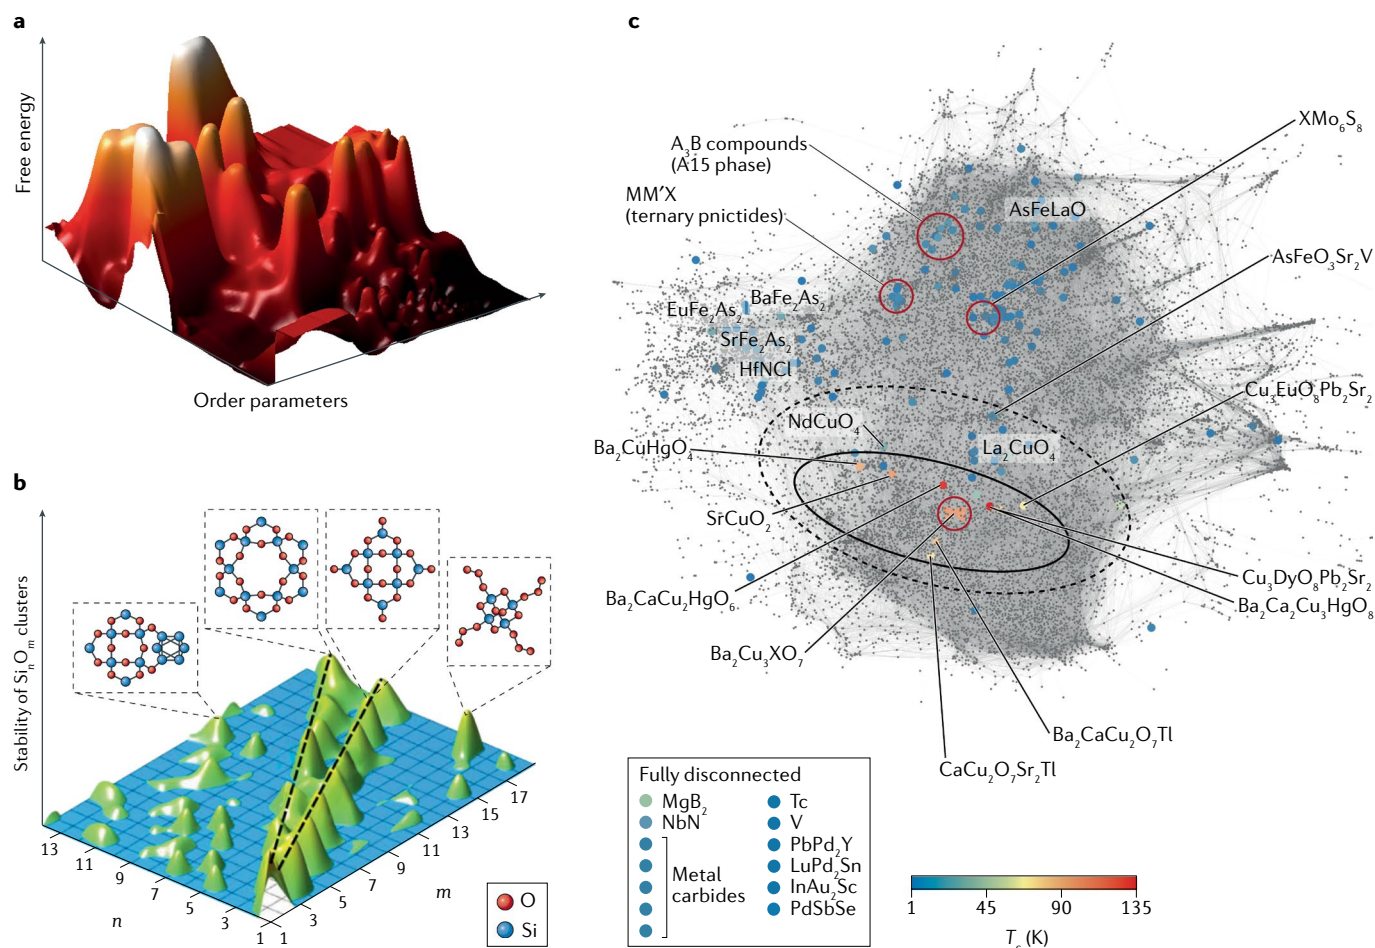 a
Free energy
Order parameters
b
Stability of SiₙOₘ clusters
13
11
9
7
5
3
1
n
1
3
5
7
9
11
13
15
17
m
O
Si
c
A₃B compounds
(A15 phase)
MM′X
(ternary pnictides)
XMo₆S₈
AsFeLaO
AsFeO₃Sr₂V
EuFe₂As₂
BaFe₂As₂
SrFe₂As₂
HfNCl
Cu₃EuO₈Pb₂Sr₂
NdCuO₄
Ba₂CuHgO₄
La₂CuO₄
SrCuO₂
Ba₂CaCu₂HgO₆
Cu₃DyO₈Pb₂Sr₂
Ba₂Ca₂Cu₃HgO₈
Ba₂Cu₃XO₇
Ba₂CaCu₂O₇Tl
CaCu₂O₇Sr₂Tl
Fully disconnected
MgB₂
NbN
Metal
carbides
Tc
V
PbPd₂Y
LuPd₂Sn
InAu₂Sc
PdSbSe
1 45 90 135
T꜀ (K)